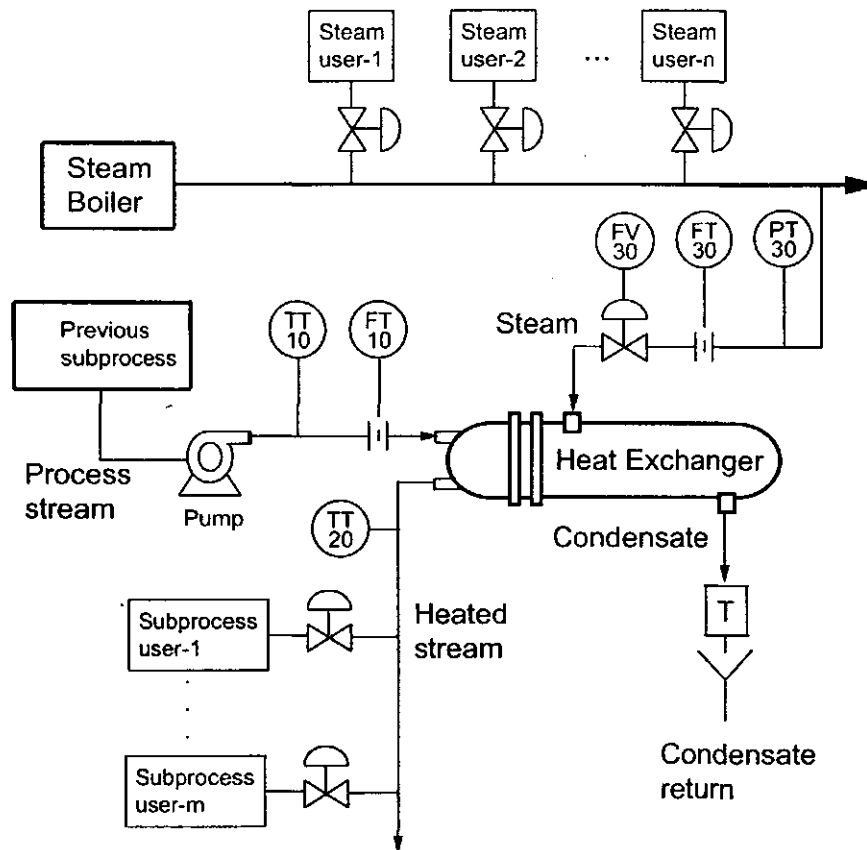 Steam
user-1
Steam
user-2
...
Steam
user-n
Steam
Boiler
FV
30
FT
30
PT
30
Steam
Previous
subprocess
TT
10
FT
10
Heat Exchanger
Process
stream
Pump
TT
20
Condensate
T
Heated
stream
Subprocess
user-1
Subprocess
user-m
Condensate
return